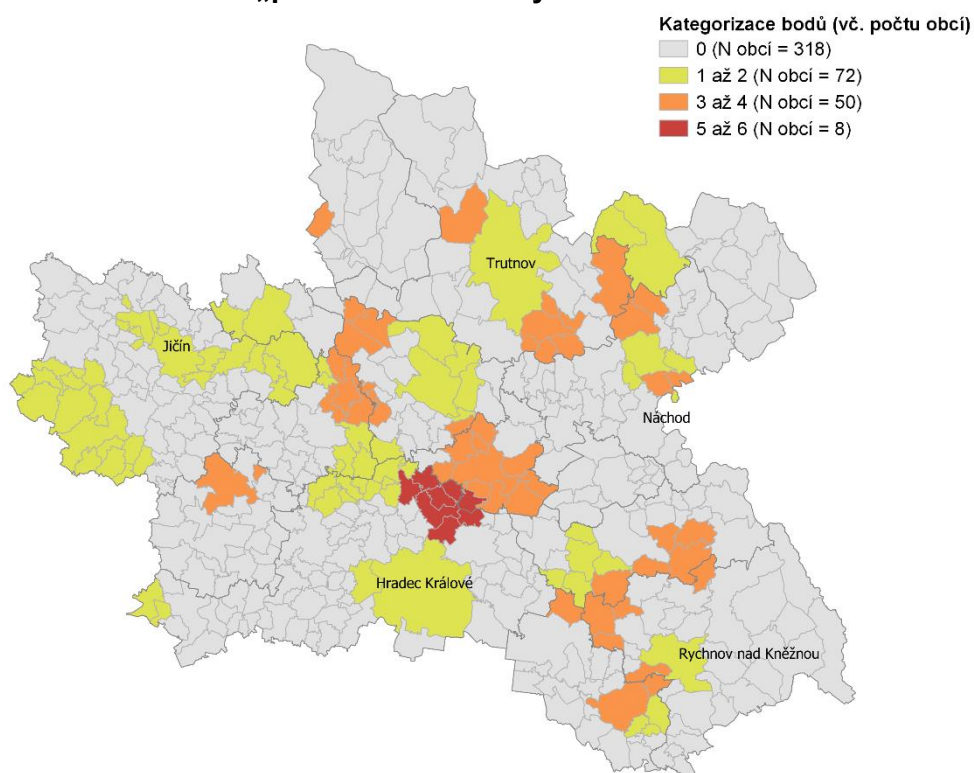 Kategorizace bodů (vč. počtu obcí)
0 (N obcí = 318)
1 až 2 (N obcí = 72)
3 až 4 (N obcí = 50)
5 až 6 (N obcí = 8)
Trutnov
Jičín
Náchod
Hradec Králové
Rychnov nad Kněžnou